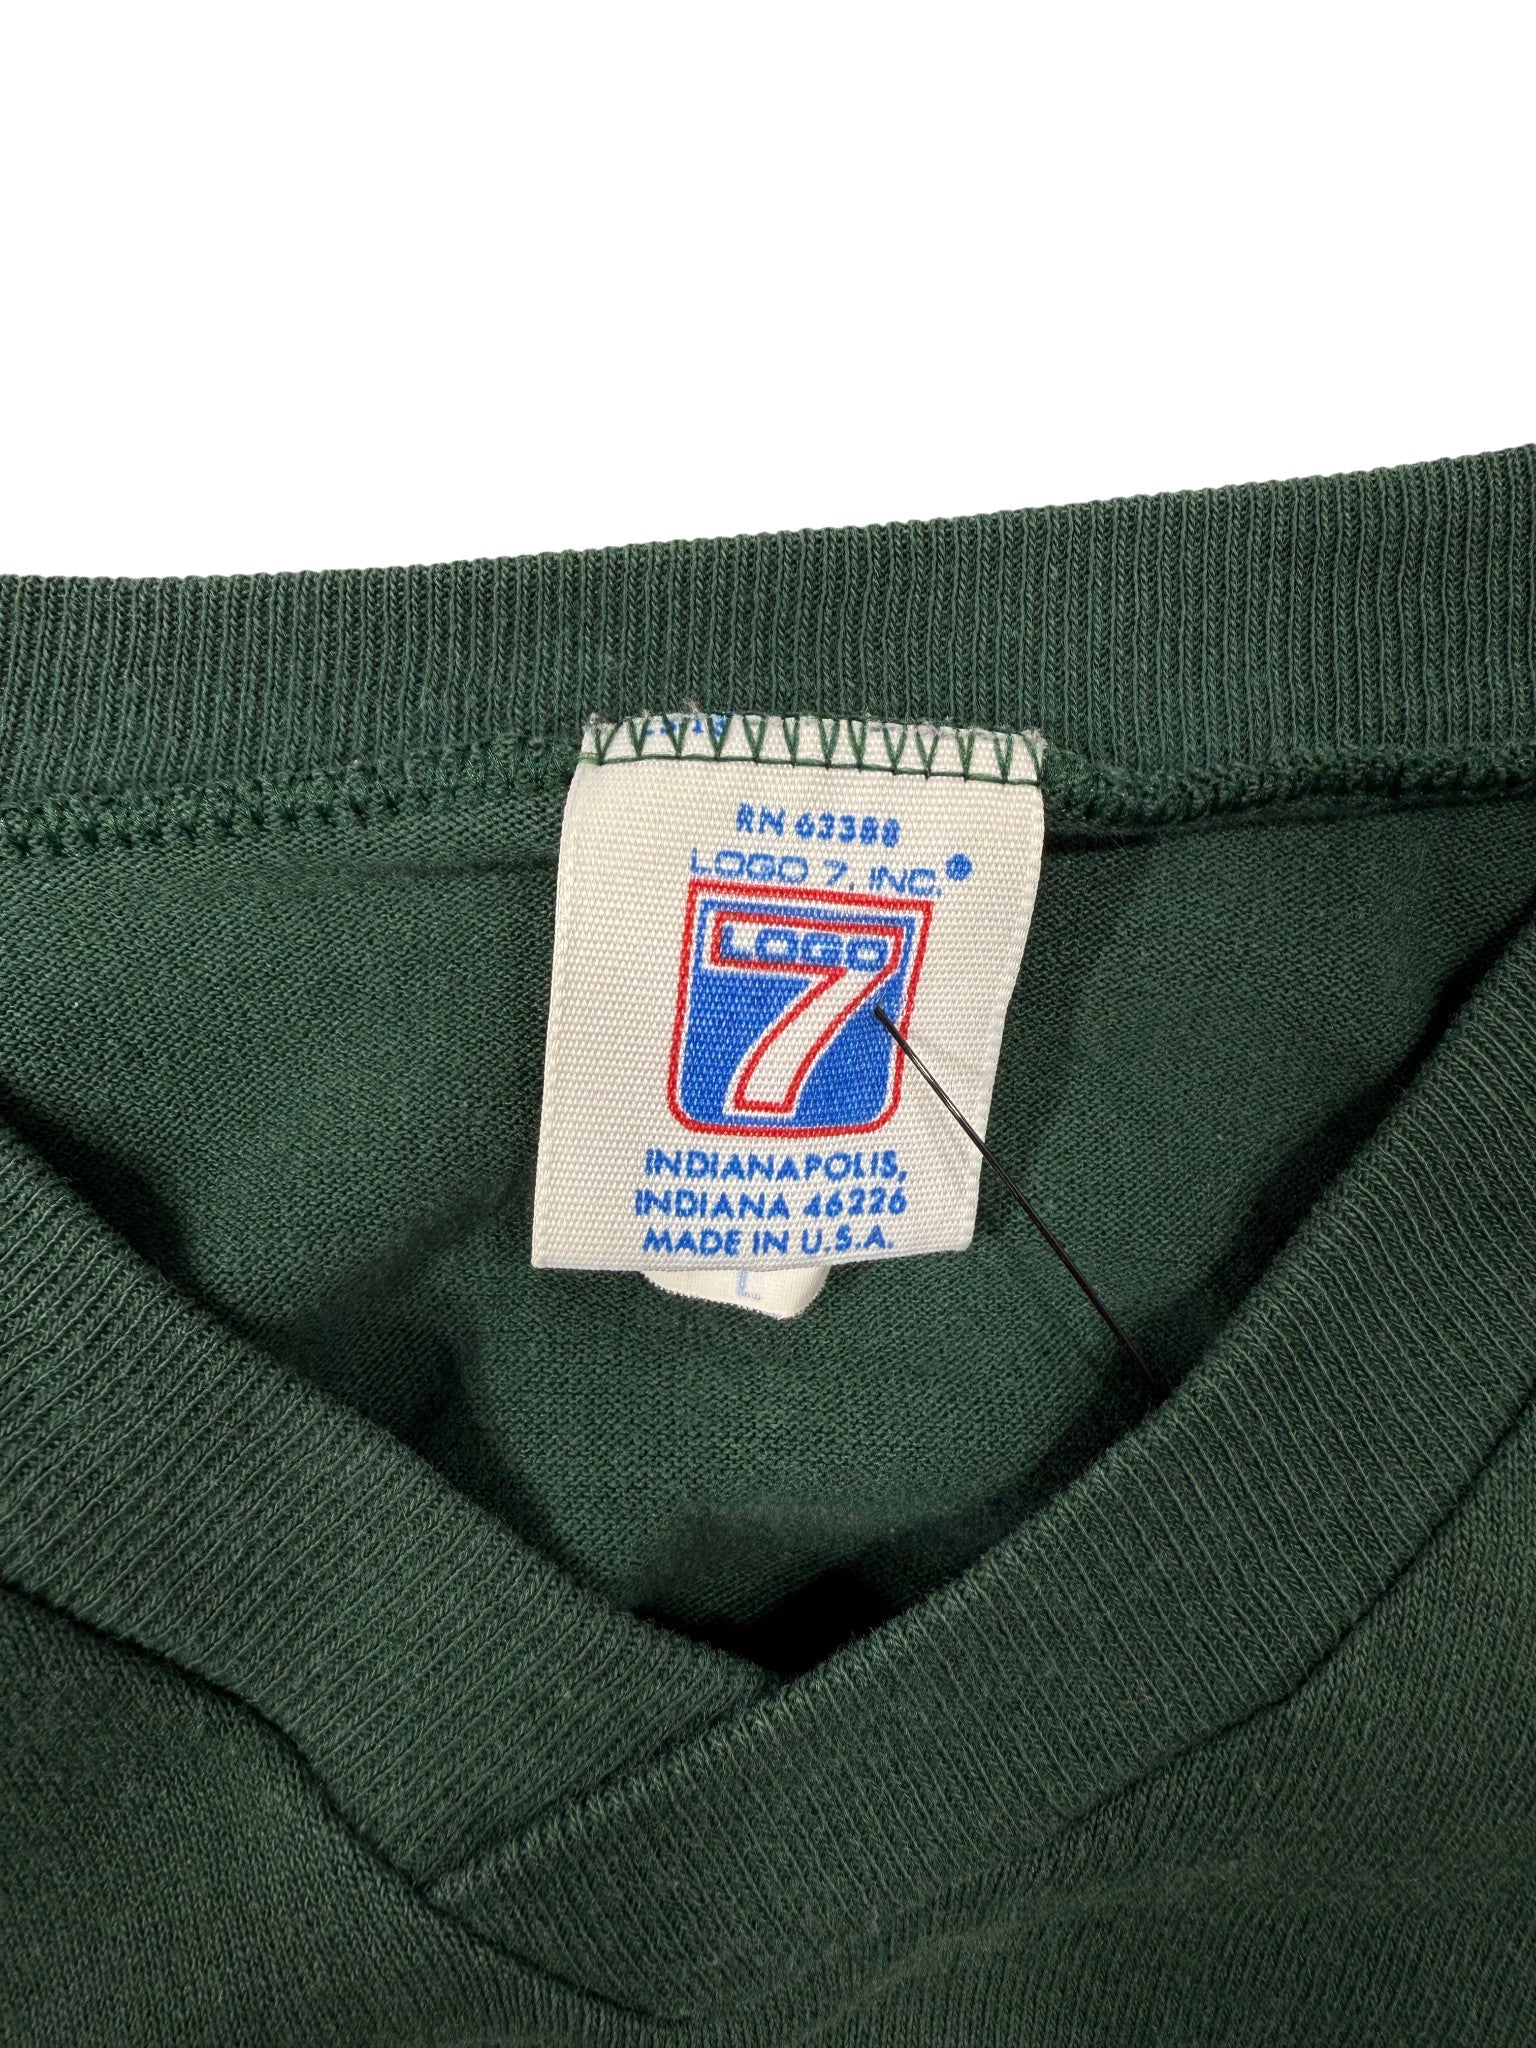 RN 63388
LOGO 7, INC.
LOGO
7
INDIANAPOLIS,
INDIANA 46226
MADE IN U.S.A.
L